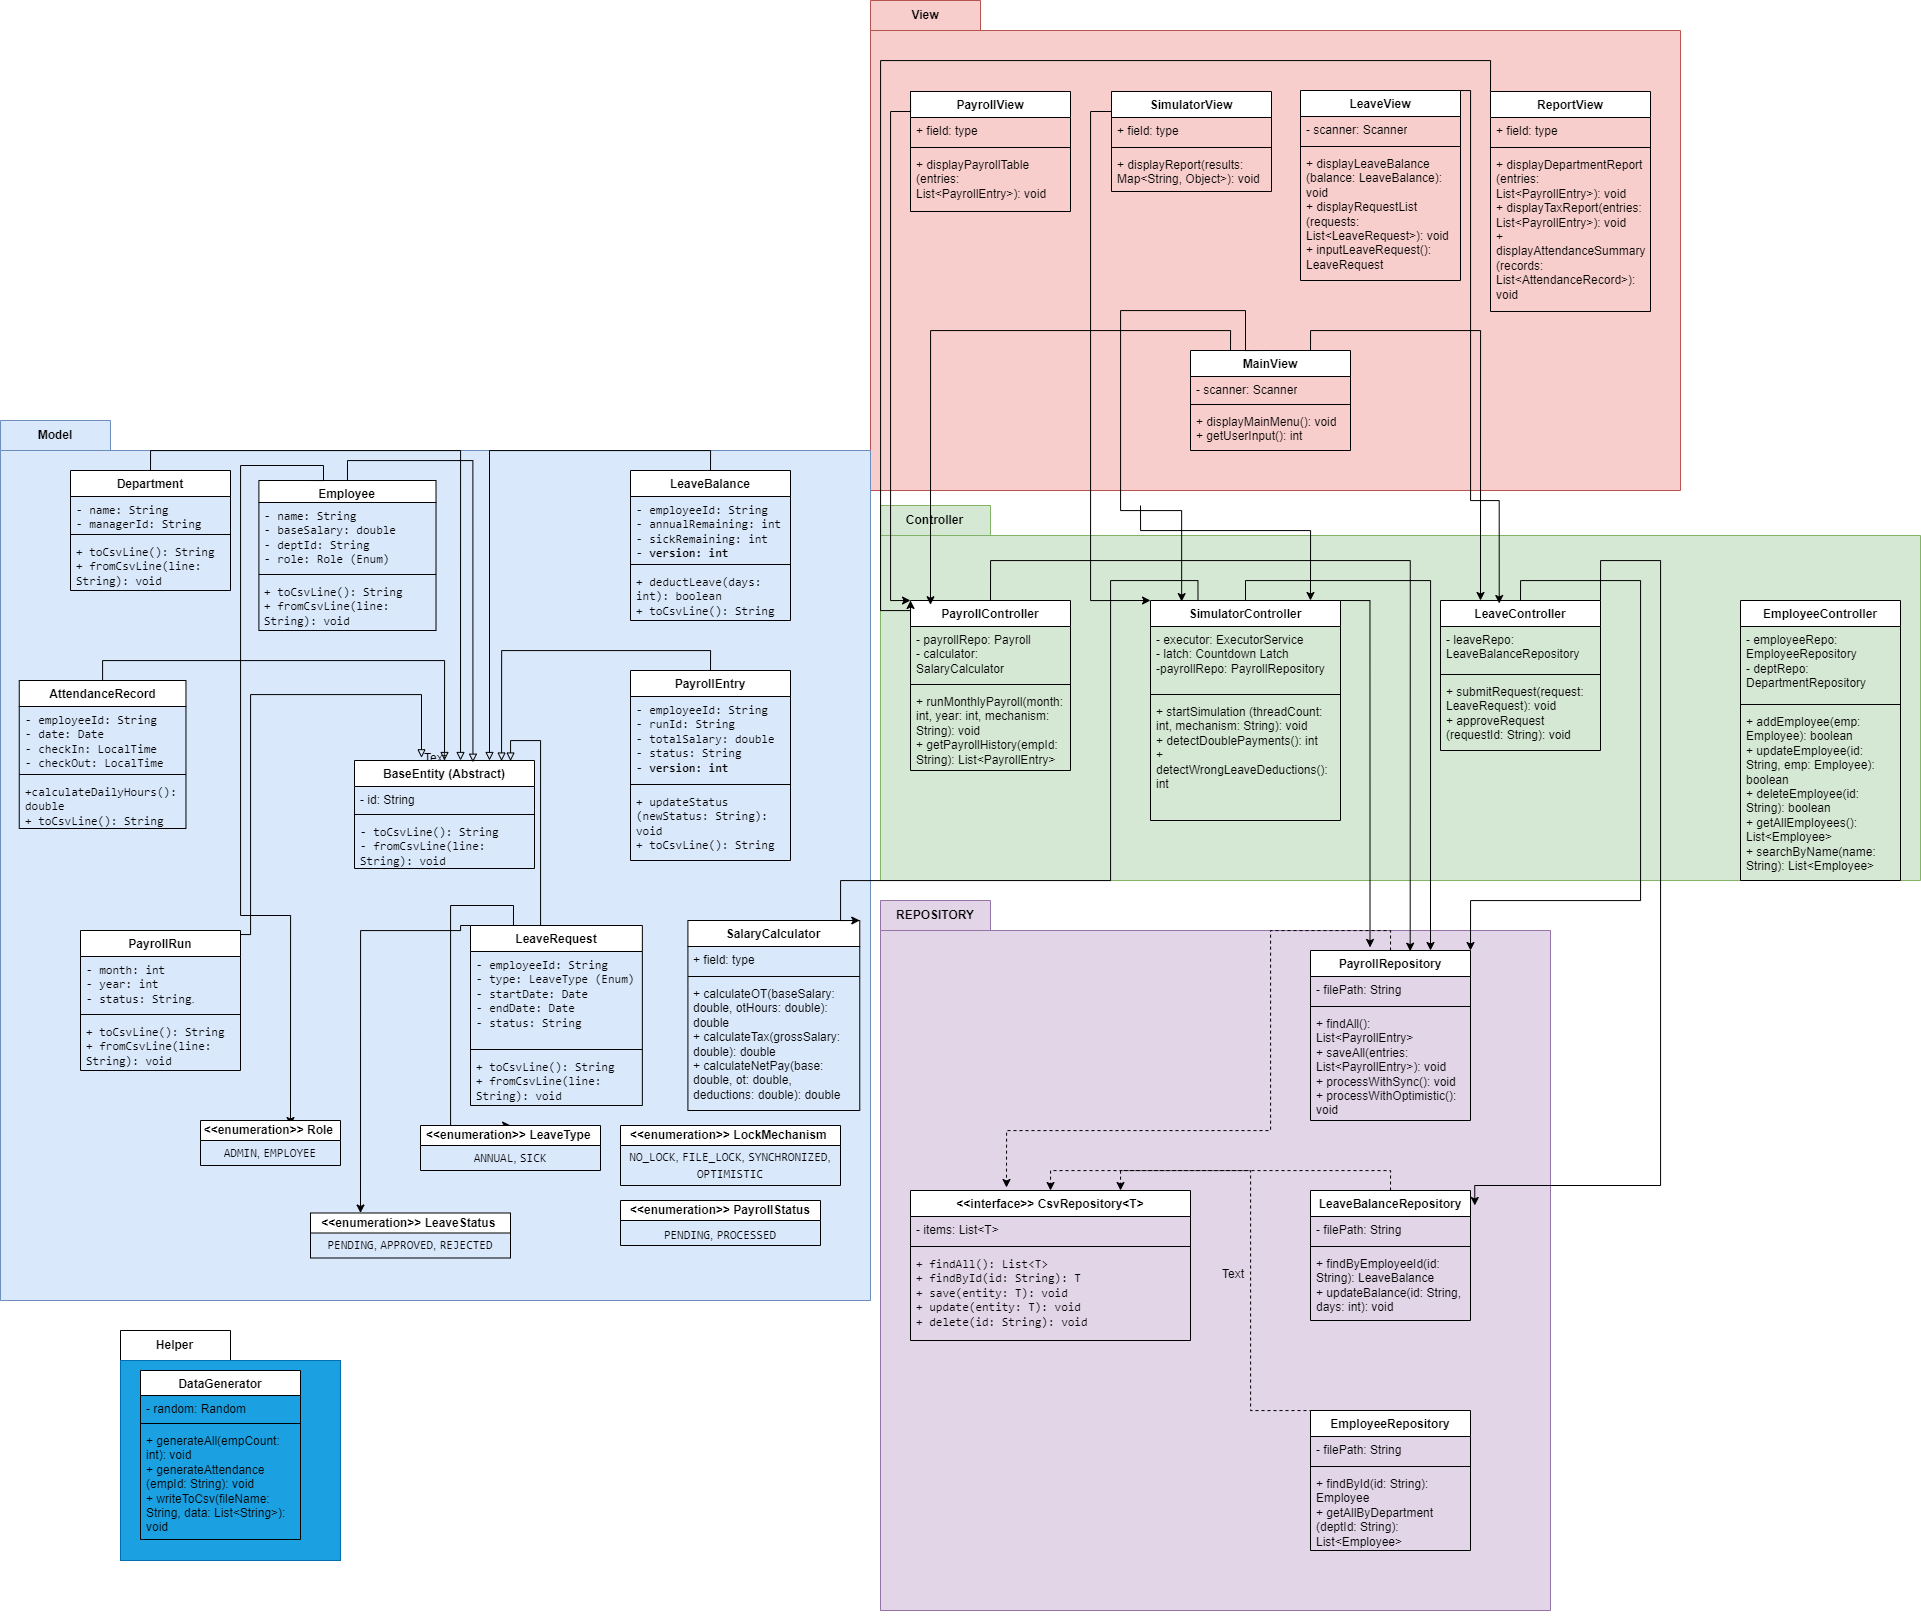 View
PayrollView
+ field: type
+ displayPayrollTable
(entries:
List<PayrollEntry>): void
SimulatorView
+ field: type
+ displayReport(results:
Map<String, Object>): void
LeaveView
- scanner: Scanner
+ displayLeaveBalance
(balance: LeaveBalance):
void
+ displayRequestList
(requests:
List<LeaveRequest>): void
+ inputLeaveRequest():
LeaveRequest
ReportView
+ field: type
+ displayDepartmentReport
(entries:
List<PayrollEntry>): void
+ displayTaxReport(entries:
List<PayrollEntry>): void
+
displayAttendanceSummary
(records:
List<AttendanceRecord>):
void
MainView
- scanner: Scanner
+ displayMainMenu(): void
+ getUserInput(): int
Model
Department
- name: String
- managerId: String
+ toCsvLine(): String
+ fromCsvLine(line:
String): void
Employee
- name: String
- baseSalary: double
- deptId: String
- role: Role (Enum)
+ toCsvLine(): String
+ fromCsvLine(line:
String): void
LeaveBalance
- employeeId: String
- annualRemaining: int
- sickRemaining: int
- version: int
+ deductLeave(days:
int): boolean
+ toCsvLine(): String
AttendanceRecord
- employeeId: String
- date: Date
- checkIn: LocalTime
- checkOut: LocalTime
+calculateDailyHours():
double
+ toCsvLine(): String
Text
BaseEntity (Abstract)
- id: String
- toCsvLine(): String
- fromCsvLine(line:
String): void
PayrollEntry
- employeeId: String
- runId: String
- totalSalary: double
- status: String
- version: int
+ updateStatus
(newStatus: String):
void
+ toCsvLine(): String
PayrollRun
- month: int
- year: int
- status: String.
+ toCsvLine(): String
+ fromCsvLine(line:
String): void
LeaveRequest
- employeeId: String
- type: LeaveType (Enum)
- startDate: Date
- endDate: Date
- status: String
+ toCsvLine(): String
+ fromCsvLine(line:
String): void
SalaryCalculator
+ field: type
+ calculateOT(baseSalary:
double, otHours: double):
double
+ calculateTax(grossSalary:
double): double
+ calculateNetPay(base:
double, ot: double,
deductions: double): double
<<enumeration>> Role
ADMIN, EMPLOYEE
<<enumeration>> LeaveType
ANNUAL, SICK
<<enumeration>> LockMechanism
NO_LOCK, FILE_LOCK, SYNCHRONIZED,
OPTIMISTIC
<<enumeration>> LeaveStatus
PENDING, APPROVED, REJECTED
<<enumeration>> PayrollStatus
PENDING, PROCESSED
Controller
PayrollController
- payrollRepo: Payroll
- calculator:
SalaryCalculator
+ runMonthlyPayroll(month:
int, year: int, mechanism:
String): void
+ getPayrollHistory(empId:
String): List<PayrollEntry>
SimulatorController
- executor: ExecutorService
- latch: Countdown Latch
-payrollRepo: PayrollRepository
+ startSimulation (threadCount:
int, mechanism: String): void
+ detectDoublePayments(): int
+
detectWrongLeaveDeductions():
int
LeaveController
- leaveRepo:
LeaveBalanceRepository
+ submitRequest(request:
LeaveRequest): void
+ approveRequest
(requestId: String): void
EmployeeController
- employeeRepo:
EmployeeRepository
- deptRepo:
DepartmentRepository
+ addEmployee(emp:
Employee): boolean
+ updateEmployee(id:
String, emp: Employee):
boolean
+ deleteEmployee(id:
String): boolean
+ getAllEmployees():
List<Employee>
+ searchByName(name:
String): List<Employee>
REPOSITORY
PayrollRepository
- filePath: String
+ findAll():
List<PayrollEntry>
+ saveAll(entries:
List<PayrollEntry>): void
+ processWithSync(): void
+ processWithOptimistic():
void
<<interface>> CsvRepository<T>
- items: List<T>
+ findAll(): List<T>
+ findById(id: String): T
+ save(entity: T): void
+ update(entity: T): void
+ delete(id: String): void
Text
LeaveBalanceRepository
- filePath: String
+ findByEmployeeId(id:
String): LeaveBalance
+ updateBalance(id: String,
days: int): void
EmployeeRepository
- filePath: String
+ findById(id: String):
Employee
+ getAllByDepartment
(deptId: String):
List<Employee>
Helper
DataGenerator
- random: Random
+ generateAll(empCount:
int): void
+ generateAttendance
(empId: String): void
+ writeToCsv(fileName:
String, data: List<String>):
void